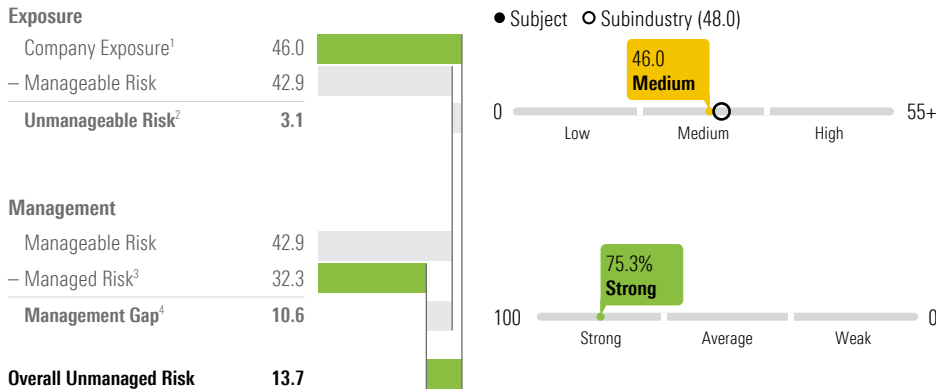 Exposure
Company Exposure¹ 46.0
– Manageable Risk 42.9
Unmanageable Risk² 3.1
Management
Manageable Risk 42.9
– Managed Risk³ 32.3
Management Gap⁴ 10.6
Overall Unmanaged Risk 13.7
Subject Subindustry (48.0)
46.0
Medium
0 55+
Low Medium High
75.3%
Strong
100 0
Strong Average Weak